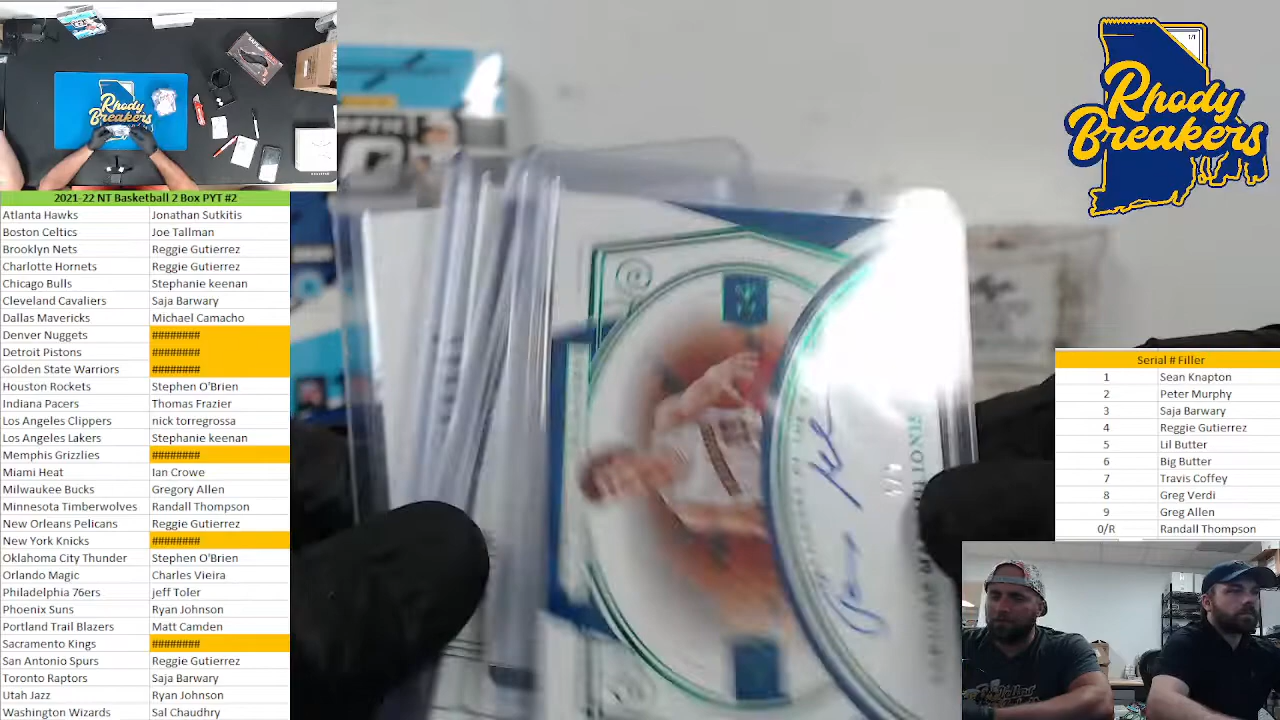 Rhody
Breakers
2021-22 NT Basketball 2 Box PYT #2
Atlanta Hawks Jonathan Sutkitis
Boston Celtics Joe Tallman
Brooklyn Nets Reggie Gutierrez
Charlotte Hornets Reggie Gutierrez
Chicago Bulls Stephanie keenan
Cleveland Cavaliers Saja Barwary
Dallas Mavericks Michael Camacho
Denver Nuggets ########
Detroit Pistons ########
Golden State Warriors ########
Houston Rockets Stephen O'Brien
Indiana Pacers Thomas Frazier
Los Angeles Clippers nick torregrossa
Los Angeles Lakers Stephanie keenan
Memphis Grizzlies ########
Miami Heat Ian Crowe
Milwaukee Bucks Gregory Allen
Minnesota Timberwolves Randall Thompson
New Orleans Pelicans Reggie Gutierrez
New York Knicks ########
Oklahoma City Thunder Stephen O'Brien
Orlando Magic Charles Vieira
Philadelphia 76ers jeff Toler
Phoenix Suns Ryan Johnson
Portland Trail Blazers Matt Camden
Sacramento Kings ########
San Antonio Spurs Reggie Gutierrez
Toronto Raptors Saja Barwary
Utah Jazz Ryan Johnson
Washington Wizards Sal Chaudhry
1/1
Rhody
Breakers
Serial # Filler
1 Sean Knapton
2 Peter Murphy
3 Saja Barwary
4 Reggie Gutierrez
5 Lil Butter
6 Big Butter
7 Travis Coffey
8 Greg Verdi
9 Greg Allen
0/R Randall Thompson